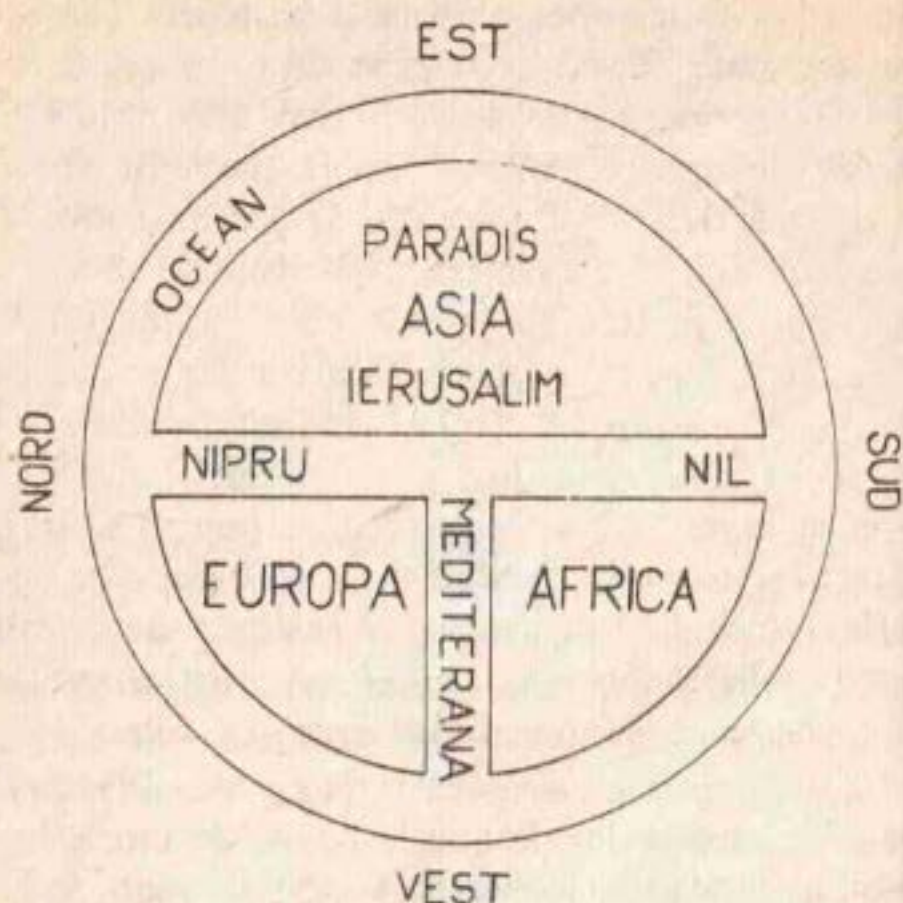 EST
OCEAN
PARADIS
ASIA
IERUSALIM
NORD
NIPRU
NIL
SUD
EUROPA
MEDITERANA
AFRICA
VEST